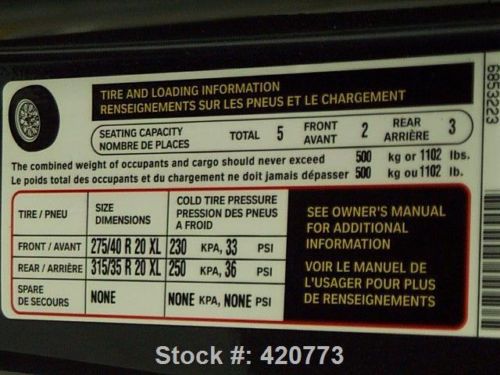 TIRE AND LOADING INFORMATION
RENSEIGNEMENTS SUR LES PNEUS ET LE CHARGEMENT
SEATING CAPACITY
NOMBRE DE PLACES
TOTAL 5
FRONT
AVANT 2
REAR
ARRIÈRE 3
The combined weight of occupants and cargo should never exceed 500 kg or 1102 lbs.
Le poids total des occupants et du chargement ne doit jamais dépasser 500 kg ou 1102 lb.
TIRE / PNEU
SIZE
DIMENSIONS
COLD TIRE PRESSURE
PRESSION DES PNEUS
A FROID
FRONT / AVANT 275/40 R 20 XL 230 KPA, 33 PSI
REAR / ARRIÈRE 315/35 R 20 XL 250 KPA, 36 PSI
SPARE
DE SECOURS NONE NONE KPA, NONE PSI
SEE OWNER'S MANUAL
FOR ADDITIONAL
INFORMATION
VOIR LE MANUEL DE
L'USAGER POUR PLUS
DE RENSEIGNEMENTS
6853223
Stock #: 420773